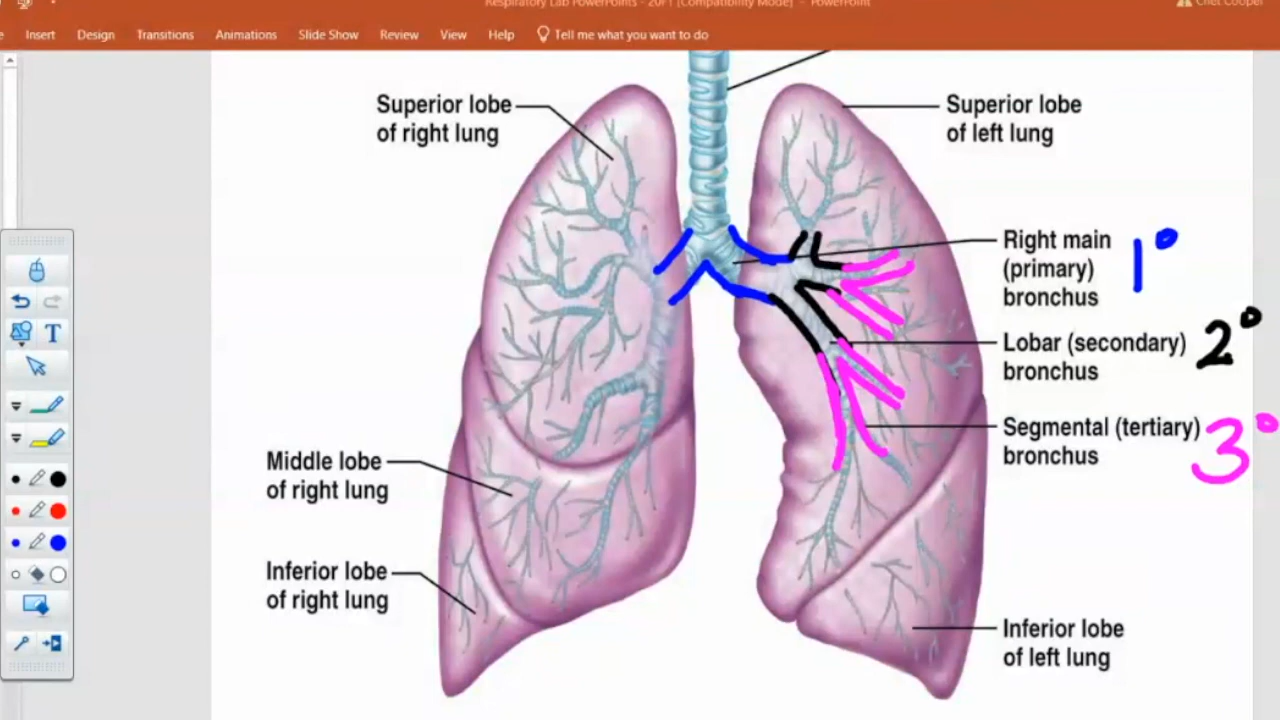 Respiratory Lab PowerPoints - 20F1 [Compatibility Mode] - PowerPoint
Chet Cooper
Insert Design Transitions Animations Slide Show Review View Help Tell me what you want to do
Superior lobe
of right lung
Superior lobe
of left lung
Right main
(primary)
bronchus
1°
Lobar (secondary)
bronchus
2°
Segmental (tertiary)
bronchus
3°
Middle lobe
of right lung
Inferior lobe
of right lung
Inferior lobe
of left lung
T